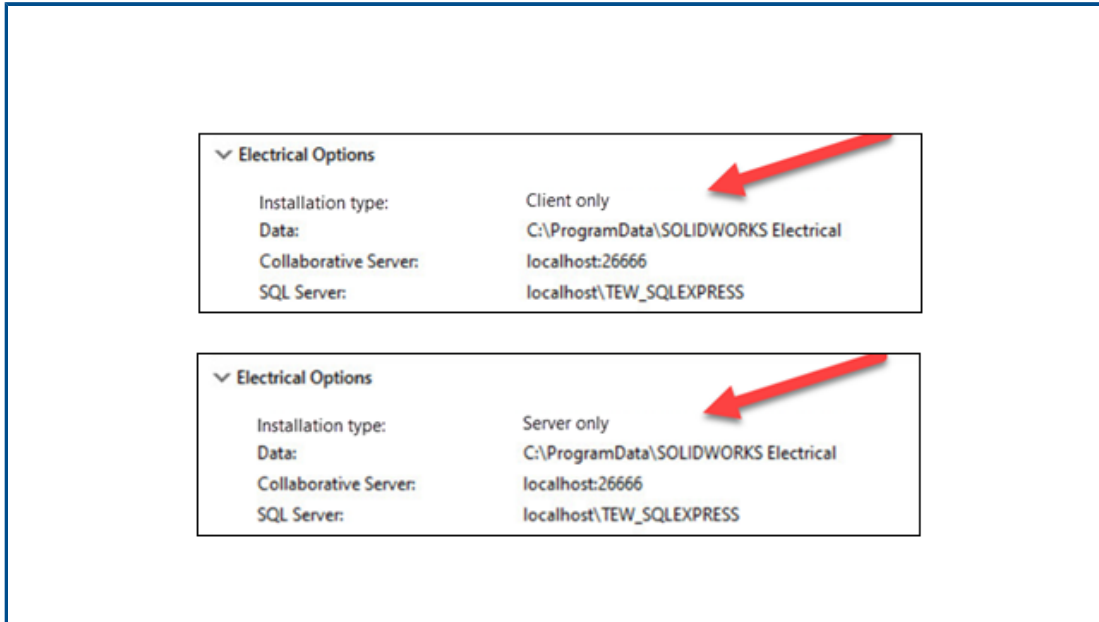 Electrical Options
Installation type: Client only
Data: C:\ProgramData\SOLIDWORKS Electrical
Collaborative Server: localhost:26666
SQL Server: localhost\TEW_SQLEXPRESS
Electrical Options
Installation type: Server only
Data: C:\ProgramData\SOLIDWORKS Electrical
Collaborative Server: localhost:26666
SQL Server: localhost\TEW_SQLEXPRESS